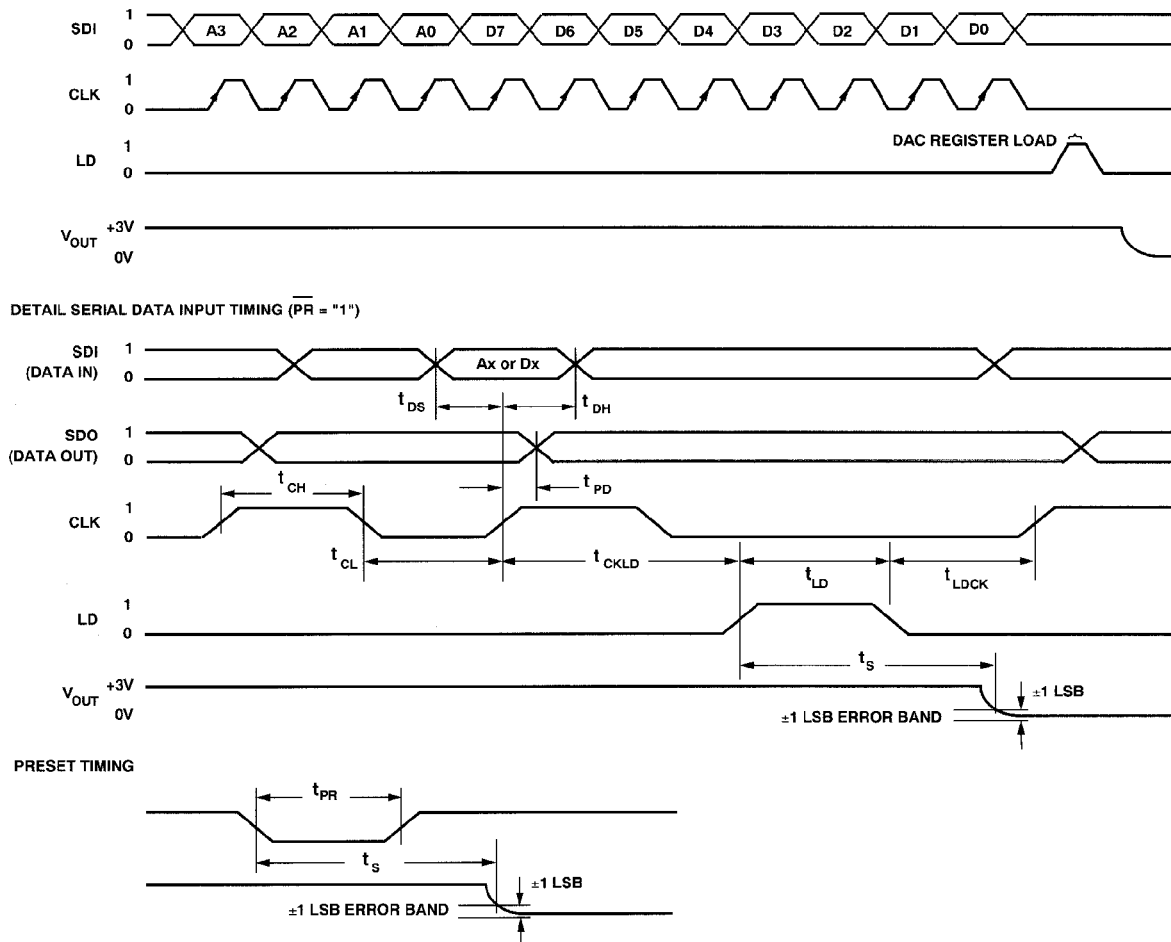 SDI 1 0 A3 A2 A1 A0 D7 D6 D5 D4 D3 D2 D1 D0
CLK 1 0
DAC REGISTER LOAD
LD 1 0
VOUT +3V 0V
DETAIL SERIAL DATA INPUT TIMING (PR = "1")
SDI (DATA IN) 1 0 Ax or Dx
tDS tDH
SDO (DATA OUT) 1 0
tCH tPD
CLK 1 0
tCL tCKLD tLD tLDCK
LD 1 0
tS
VOUT +3V 0V
±1 LSB
±1 LSB ERROR BAND
PRESET TIMING
tPR
tS
±1 LSB
±1 LSB ERROR BAND